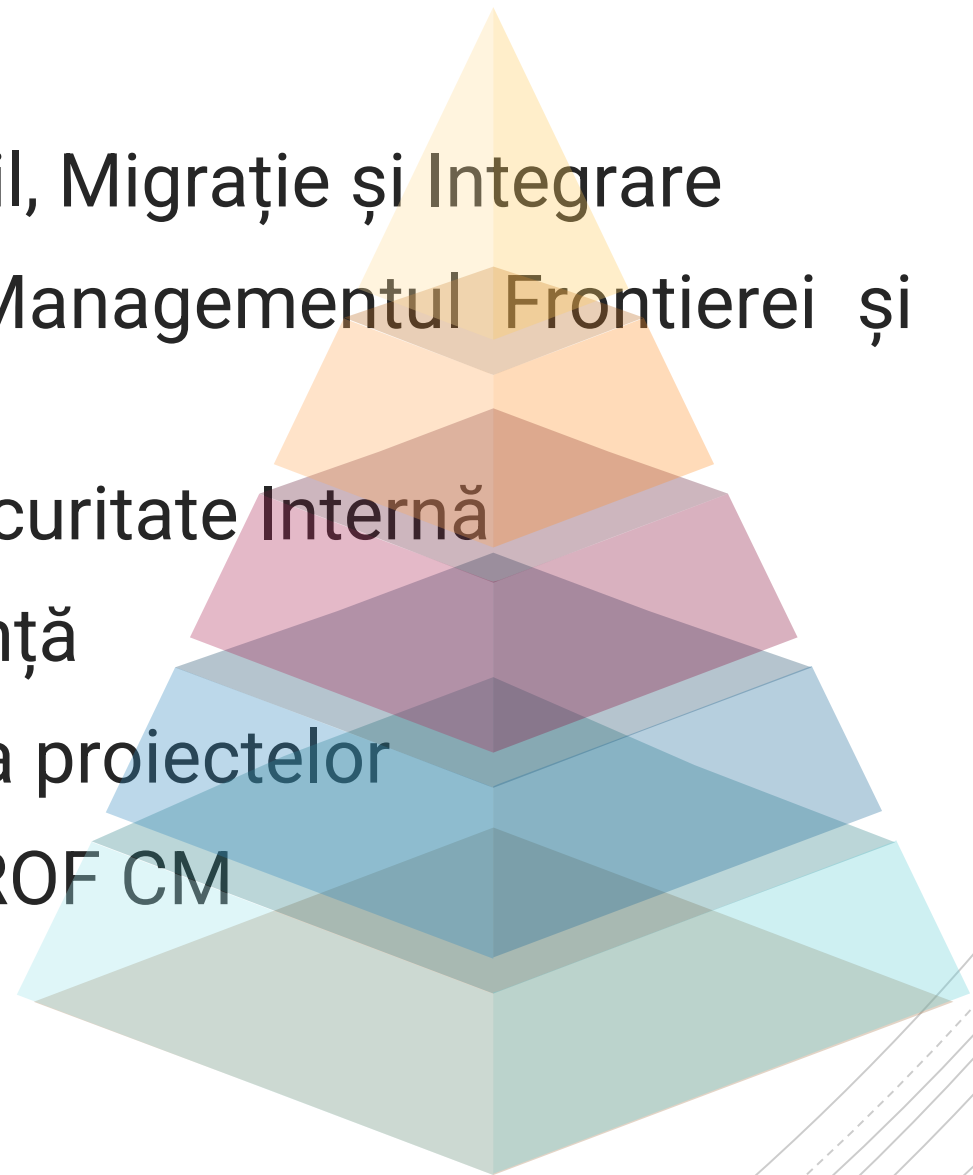 il, Migrație și Integrare
Managementul Frontierei și
curitate Internă
nță
a proiectelor
ROF CM